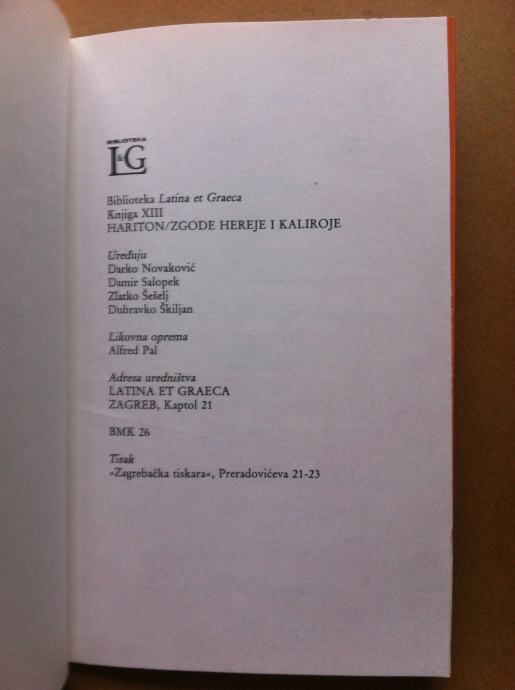 BIBLIOTEKA
L&G
Biblioteka Latina et Graeca
Knjiga XIII
HARITON/ZGODE HEREJE I KALIROJE
Uređuju
Darko Novaković
Damir Salopek
Zlatko Šešelj
Dubravko Škiljan
Likovna oprema
Alfred Pal
Adresa uredništva
LATINA ET GRAECA
ZAGREB, Kaptol 21
BMK 26
Tisak
»Zagrebačka tiskara«, Preradovićeva 21-23